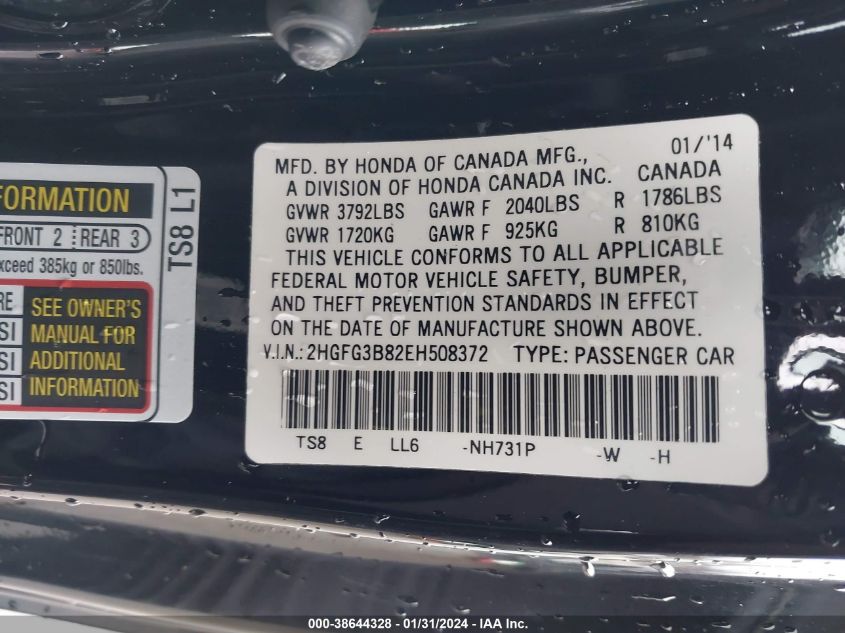 FORMATION
FRONT 2 REAR 3
xceed 385kg or 850lbs.
RE
SI
SI
SI
SEE OWNER'S
MANUAL FOR
ADDITIONAL
INFORMATION
TS8 L1
01/'14
MFD. BY HONDA OF CANADA MFG.,
A DIVISION OF HONDA CANADA INC. CANADA
GVWR 3792LBS GAWR F 2040LBS R 1786LBS
GVWR 1720KG GAWR F 925KG R 810KG
THIS VEHICLE CONFORMS TO ALL APPLICABLE
FEDERAL MOTOR VEHICLE SAFETY, BUMPER,
AND THEFT PREVENTION STANDARDS IN EFFECT
ON THE DATE OF MANUFACTURE SHOWN ABOVE.
V.I.N.: 2HGFG3B82EH508372 TYPE: PASSENGER CAR
TS8 E LL6 -NH731P -W -H
000-38644328 - 01/31/2024 - IAA Inc.